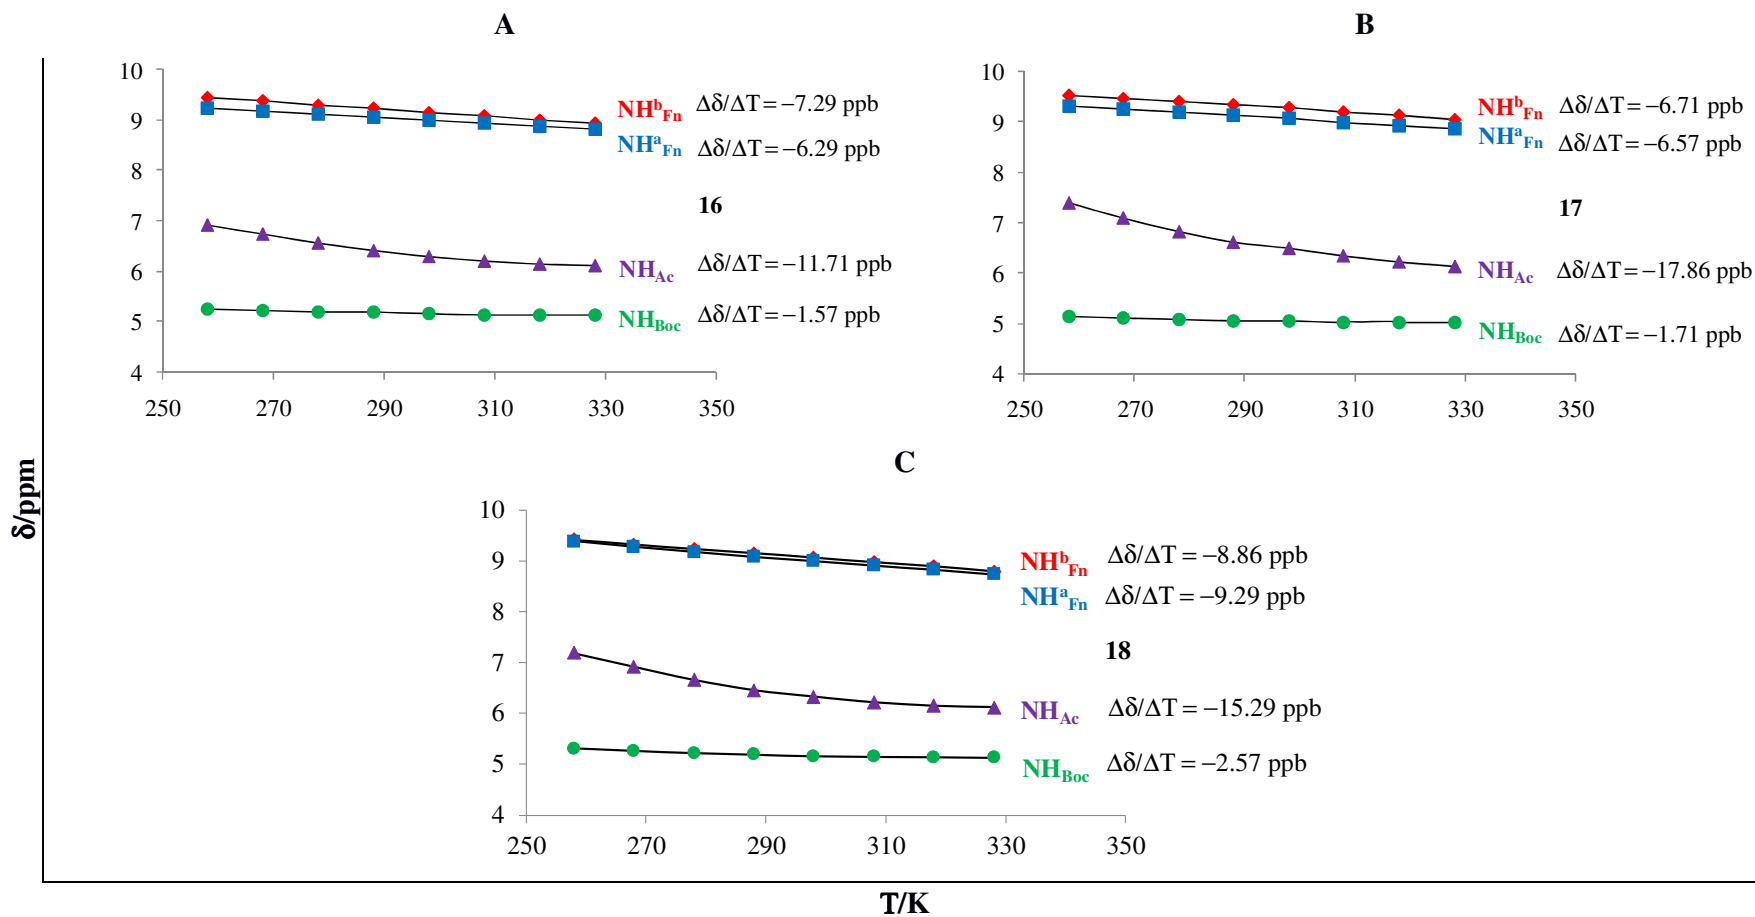 A
10
9
8
7
6
5
4
250 270 290 310 330 350
NHᵇFn Δδ/ΔT = −7.29 ppb
NHᵃFn Δδ/ΔT = −6.29 ppb
16
NHAc Δδ/ΔT = −11.71 ppb
NHBoc Δδ/ΔT = −1.57 ppb
B
10
9
8
7
6
5
4
250 270 290 310 330 350
NHᵇFn Δδ/ΔT = −6.71 ppb
NHᵃFn Δδ/ΔT = −6.57 ppb
17
NHAc Δδ/ΔT = −17.86 ppb
NHBoc Δδ/ΔT = −1.71 ppb
C
10
9
8
7
6
5
4
250 270 290 310 330 350
NHᵇFn Δδ/ΔT = −8.86 ppb
NHᵃFn Δδ/ΔT = −9.29 ppb
18
NHAc Δδ/ΔT = −15.29 ppb
NHBoc Δδ/ΔT = −2.57 ppb
δ/ppm
T/K